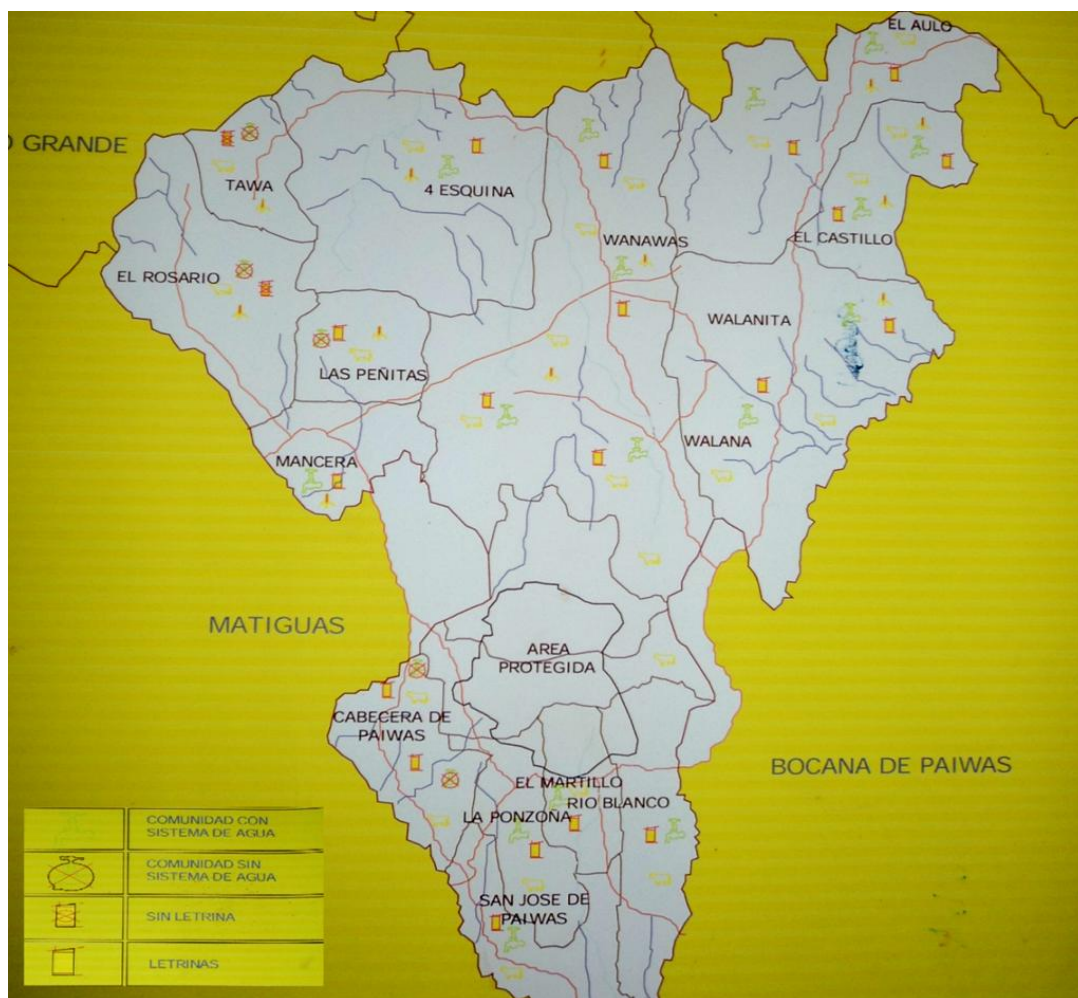 EL AULO
O GRANDE
TAWA
4 ESQUINA
WANAWAS
EL CASTILLO
EL ROSARIO
WALANITA
LAS PEÑITAS
WALANA
MANCERA
MATIGUAS
AREA
PROTEGIDA
CABECERA DE
PAIWAS
BOCANA DE PAIWAS
EL MARTILLO
RIO BLANCO
LA PONZOÑA
SAN JOSE DE
PAIWAS
COMUNIDAD CON
SISTEMA DE AGUA
COMUNIDAD SIN
SISTEMA DE AGUA
SIN LETRINA
LETRINAS